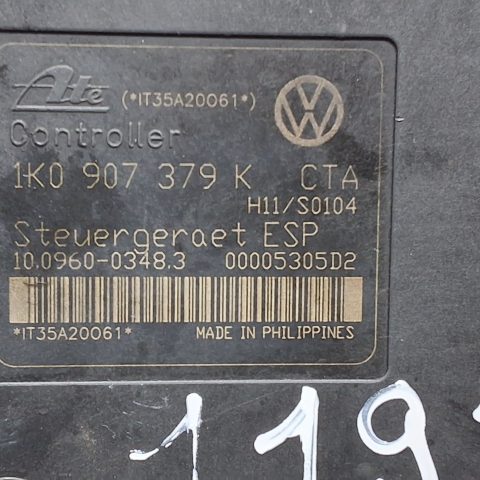 Ate (*IT35A20061*)
Controller
1K0 907 379 K CTA
H11/S0104
Steuergeraet ESP
10.0960-0348.3 00005305D2
*IT35A20061* MADE IN PHILIPPINES
119